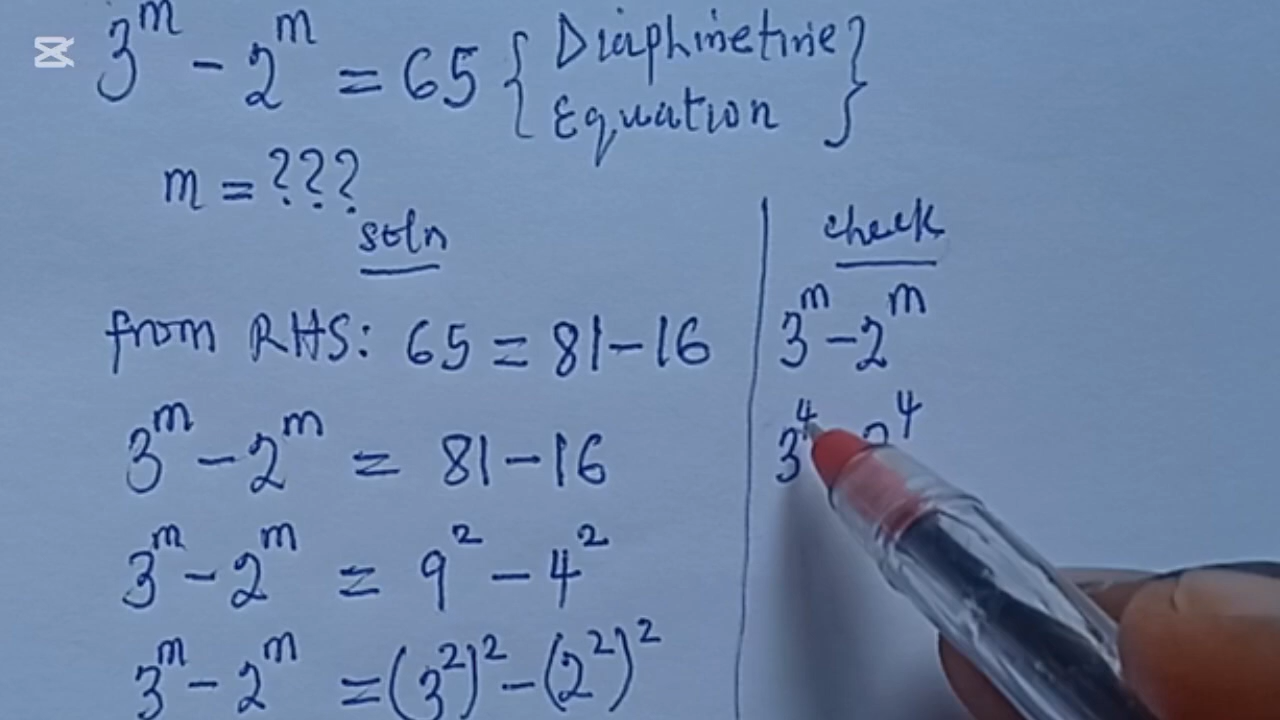 3^m - 2^m = 65 { Diaphinetine
Equation }
m = ???
soln
from RHS: 65 = 81 - 16
3^m - 2^m = 81 - 16
3^m - 2^m = 9^2 - 4^2
3^m - 2^m = (3^2)^2 - (2^2)^2
check
3^m - 2^m
3^4 2^4